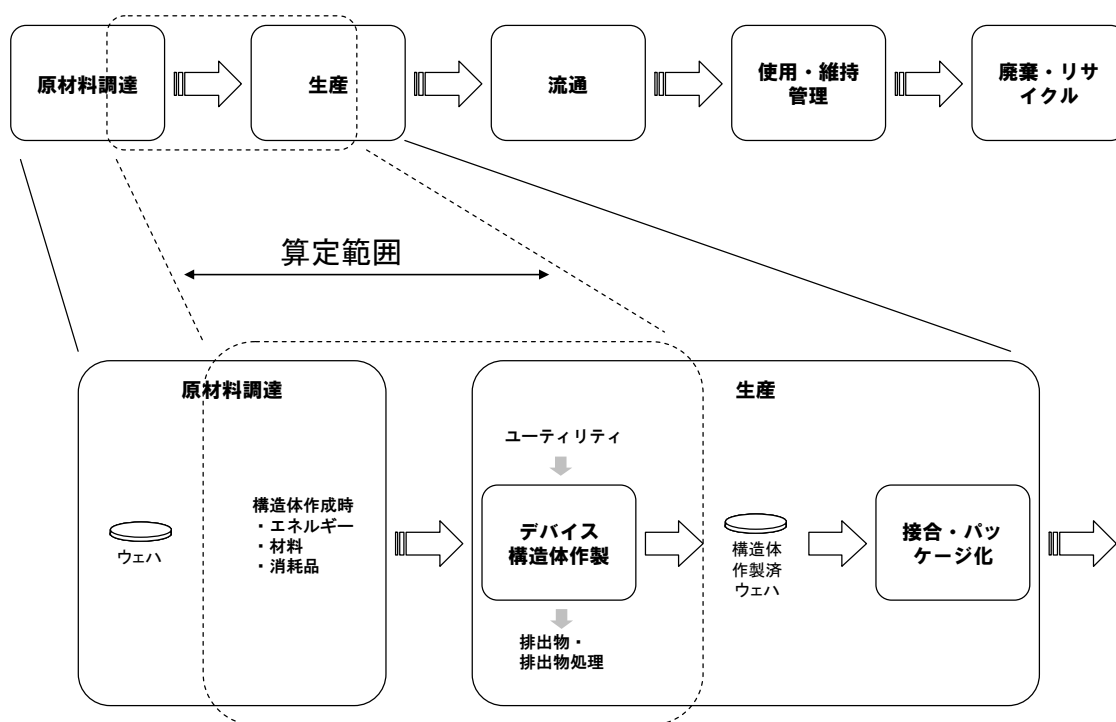 原材料調達
生産
流通
使用・維持
管理
廃棄・リサ
イクル
算定範囲
原材料調達
生産
ウェハ
構造体作成時
・エネルギー
・材料
・消耗品
ユーティリティ
デバイス
構造体作製
排出物・
排出物処理
構造体
作製済
ウェハ
接合・パッ
ケージ化